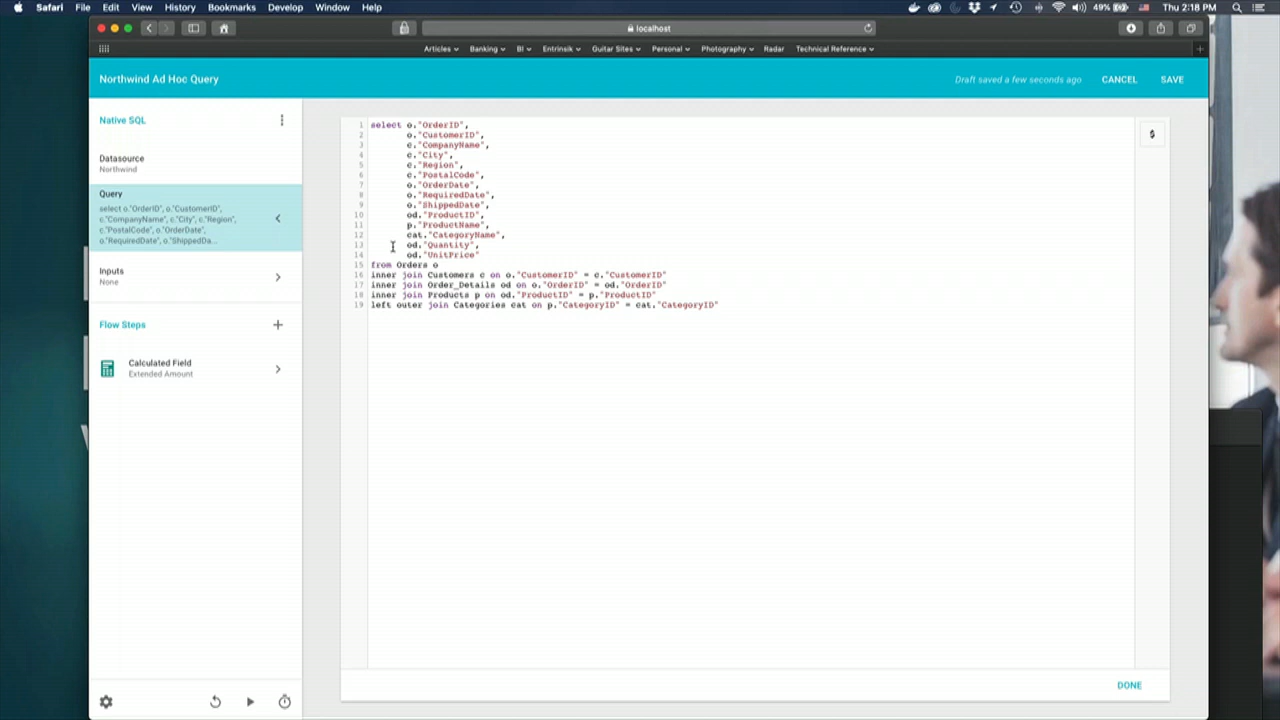 Safari File Edit View History Bookmarks Develop Window Help 49% Thu 2:18 PM
localhost
Articles Banking BI Entrinsik Guitar Sites Personal Photography Radar Technical Reference
Northwind Ad Hoc Query
Draft saved a few seconds ago CANCEL SAVE
Native SQL
Datasource
Northwind
Query
select o."OrderID", o."CustomerID",
c."CompanyName", c."City", c."Region",
c."PostalCode", o."OrderDate",
o."RequiredDate", o."ShippedDa...
Inputs
None
Flow Steps
Calculated Field
Extended Amount
1 select o."OrderID",
2 o."CustomerID",
3 c."CompanyName",
4 c."City",
5 c."Region",
6 c."PostalCode",
7 o."OrderDate",
8 o."RequiredDate",
9 o."ShippedDate",
10 od."ProductID",
11 p."ProductName",
12 cat."CategoryName",
13 od."Quantity",
14 od."UnitPrice"
15 from Orders o
16 inner join Customers c on o."CustomerID" = c."CustomerID"
17 inner join Order_Details od on o."OrderID" = od."OrderID"
18 inner join Products p on od."ProductID" = p."ProductID"
19 left outer join Categories cat on p."CategoryID" = cat."CategoryID"
$
DONE